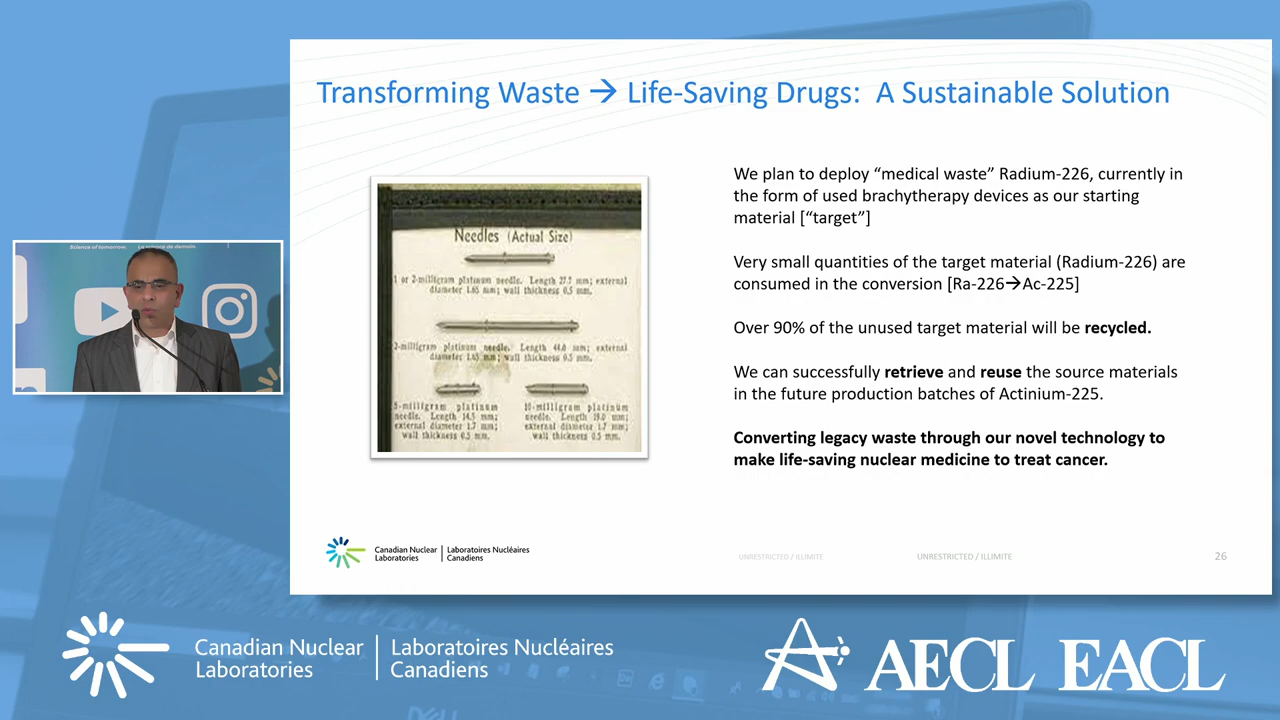 Transforming Waste → Life-Saving Drugs: A Sustainable Solution
Science of tomorrow. La science de demain.
in
Needles (Actual Size)
1 or 2-milligram platinum needle. Length 27.7 mm; external
diameter 1.65 mm; wall thickness 0.5 mm.
2-milligram platinum needle. Length 44.0 mm; external
diameter 1.65 mm; wall thickness 0.5 mm.
5-milligram platinum
needle. Length 14.5 mm;
external diameter 1.7 mm;
wall thickness 0.5 mm.
10-milligram platinum
needle. Length 19.0 mm;
external diameter 1.7 mm;
wall thickness 0.5 mm.
We plan to deploy “medical waste” Radium-226, currently in
the form of used brachytherapy devices as our starting
material [“target”]
Very small quantities of the target material (Radium-226) are
consumed in the conversion [Ra-226→Ac-225]
Over 90% of the unused target material will be recycled.
We can successfully retrieve and reuse the source materials
in the future production batches of Actinium-225.
Converting legacy waste through our novel technology to
make life-saving nuclear medicine to treat cancer.
Canadian Nuclear | Laboratoires Nucléaires
Laboratories | Canadiens
UNRESTRICTED / ILLIMITE
UNRESTRICTED / ILLIMITE
26
Canadian Nuclear | Laboratoires Nucléaires
Laboratories | Canadiens
AECL EACL
DELL